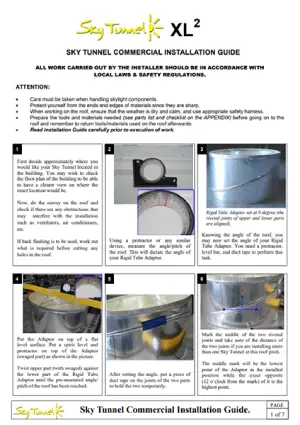 Sky Tunnel XL2
SKY TUNNEL COMMERCIAL INSTALLATION GUIDE
ALL WORK CARRIED OUT BY THE INSTALLER SHOULD BE IN ACCORDANCE WITH
LOCAL LAWS & SAFETY REGULATIONS.
ATTENTION:
• Care must be taken when handling skylight components.
• Protect yourself from the ends and edges of materials since they are sharp.
• When working on the roof, ensure that the weather is dry and calm, and use appropriate safety harness.
• Prepare the tools and materials needed (see parts list and checklist on the APPENDIX) before going on to the
roof and remember to return tools/materials used on the roof afterwards.
• Read Installation Guide carefully prior to execution of work.
1
First decide approximately where you
would like your Sky Tunnel located in
the building. You may wish to check
the floor plan of the building to be able
to have a clearer view on where the
exact location would be.
Now, do the survey on the roof and
check if there are any obstructions that
may interfere with the installation
such as ventilators, air conditioners,
etc.
If back flashing is to be used, work out
what is required before cutting any
holes in the roof.
2
Using a protractor or any similar
device, measure the angle/pitch of
the roof. This will dictate the angle of
your Rigid Tube Adaptor.
3
Rigid Tube Adaptor set at 0 degree (the
riveted joints of upper and lower parts
are aligned)
Knowing the angle of the roof, you
may now set the angle of your Rigid
Tube Adaptor. You need a protractor,
level bar, and duct tape to perform this
task.
4
Put the Adaptor on top of a flat
level surface. Put a spirit level and
protractor on top of the Adaptor
(swaged part) as shown in the picture.
Twist upper part (with swaged) against
the lower part of the Rigid Tube
Adaptor until the pre-measured angle/
pitch of the roof has been reached.
5
After setting the angle, put a piece of
duct tape on the joints of the two parts
to hold the two temporarily.
6
Mark the middle of the two riveted
joints and take note of the distance of
the two joints if you are installing more
than one Sky Tunnel at this roof pitch.
The middle mark will be the lowest
point of the Adaptor in the installed
position while the exact opposite
(12 o'clock from the mark) of it is the
highest point.
Sky Tunnel
Sky Tunnel Commercial Installation Guide.
PAGE
1 of 7